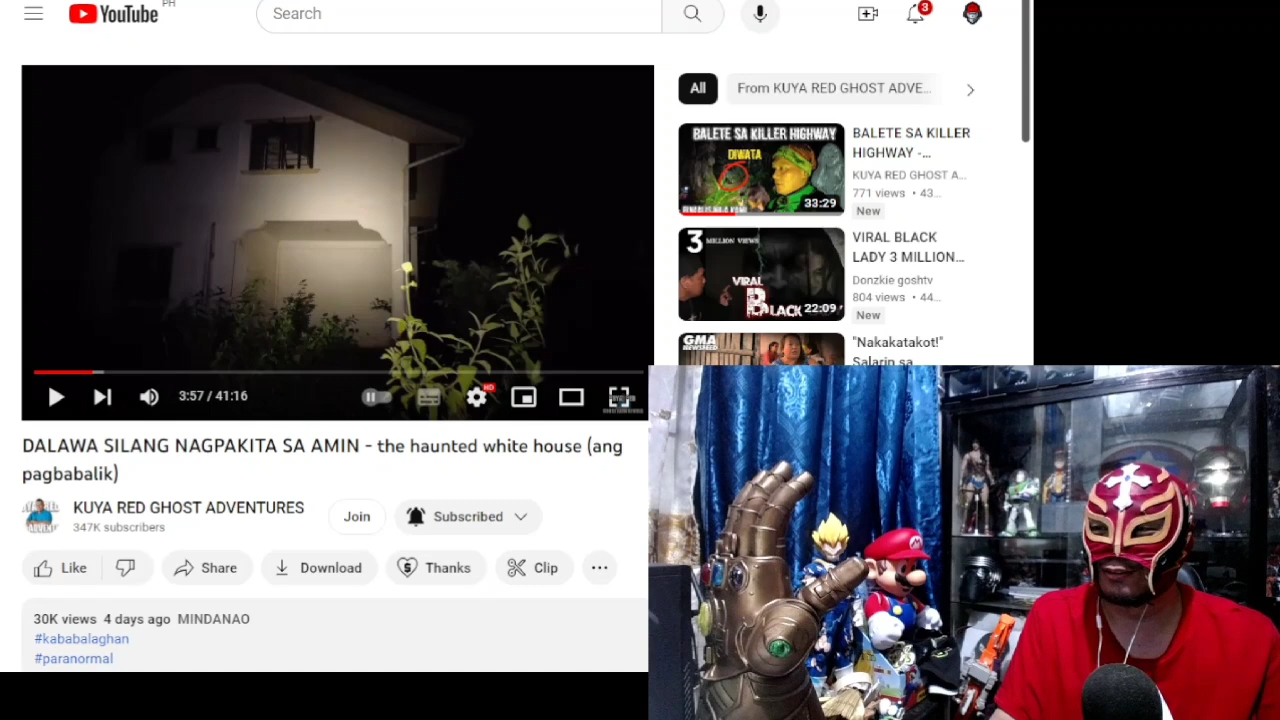 PH
YouTube
Search
3
All
From KUYA RED GHOST ADVE...
BALETE SA KILLER HIGHWAY
DIWATA
33:29
BALETE SA KILLER
HIGHWAY -...
KUYA RED GHOST A...
771 views • 43...
New
3 MILLION VIEWS
VIRAL
BLACK
22:09
VIRAL BLACK
LADY 3 MILLION...
Donzkie goshtv
804 views • 44...
New
GMA
"Nakakatakot!"
Salarin sa
3:57 / 41:16
HD
DALAWA SILANG NAGPAKITA SA AMIN - the haunted white house (ang
pagbabalik)
KUYA RED GHOST ADVENTURES
347K subscribers
Join
Subscribed
Like
Share
Download
Thanks
Clip
30K views 4 days ago MINDANAO
#kababalaghan
#paranormal